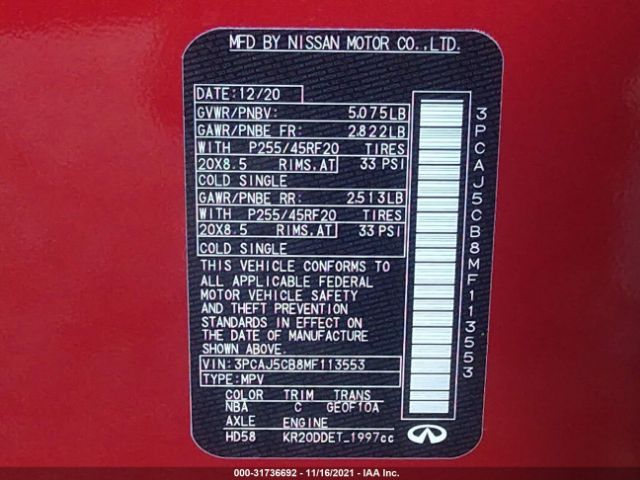 MFD BY NISSAN MOTOR CO.,LTD.
DATE: 12/20
GVWR/PNBV: 5,075LB
GAWR/PNBE FR: 2,822LB
WITH P255/45RF20 TIRES
20X8.5 RIMS,AT 33 PSI
COLD SINGLE
GAWR/PNBE RR: 2,513LB
WITH P255/45RF20 TIRES
20X8.5 RIMS,AT 33 PSI
COLD SINGLE
THIS VEHICLE CONFORMS TO
ALL APPLICABLE FEDERAL
MOTOR VEHICLE SAFETY
AND THEFT PREVENTION
STANDARDS IN EFFECT ON
THE DATE OF MANUFACTURE
SHOWN ABOVE.
VIN: 3PCAJ5CB8MF113553
TYPE: MPV
COLOR TRIM TRANS
NBA C GE0F10A
AXLE ENGINE
HD58 KR20DDET 1997cc
3PCAJ5CB8MF113553
000-31736692 - 11/16/2021 - IAA Inc.